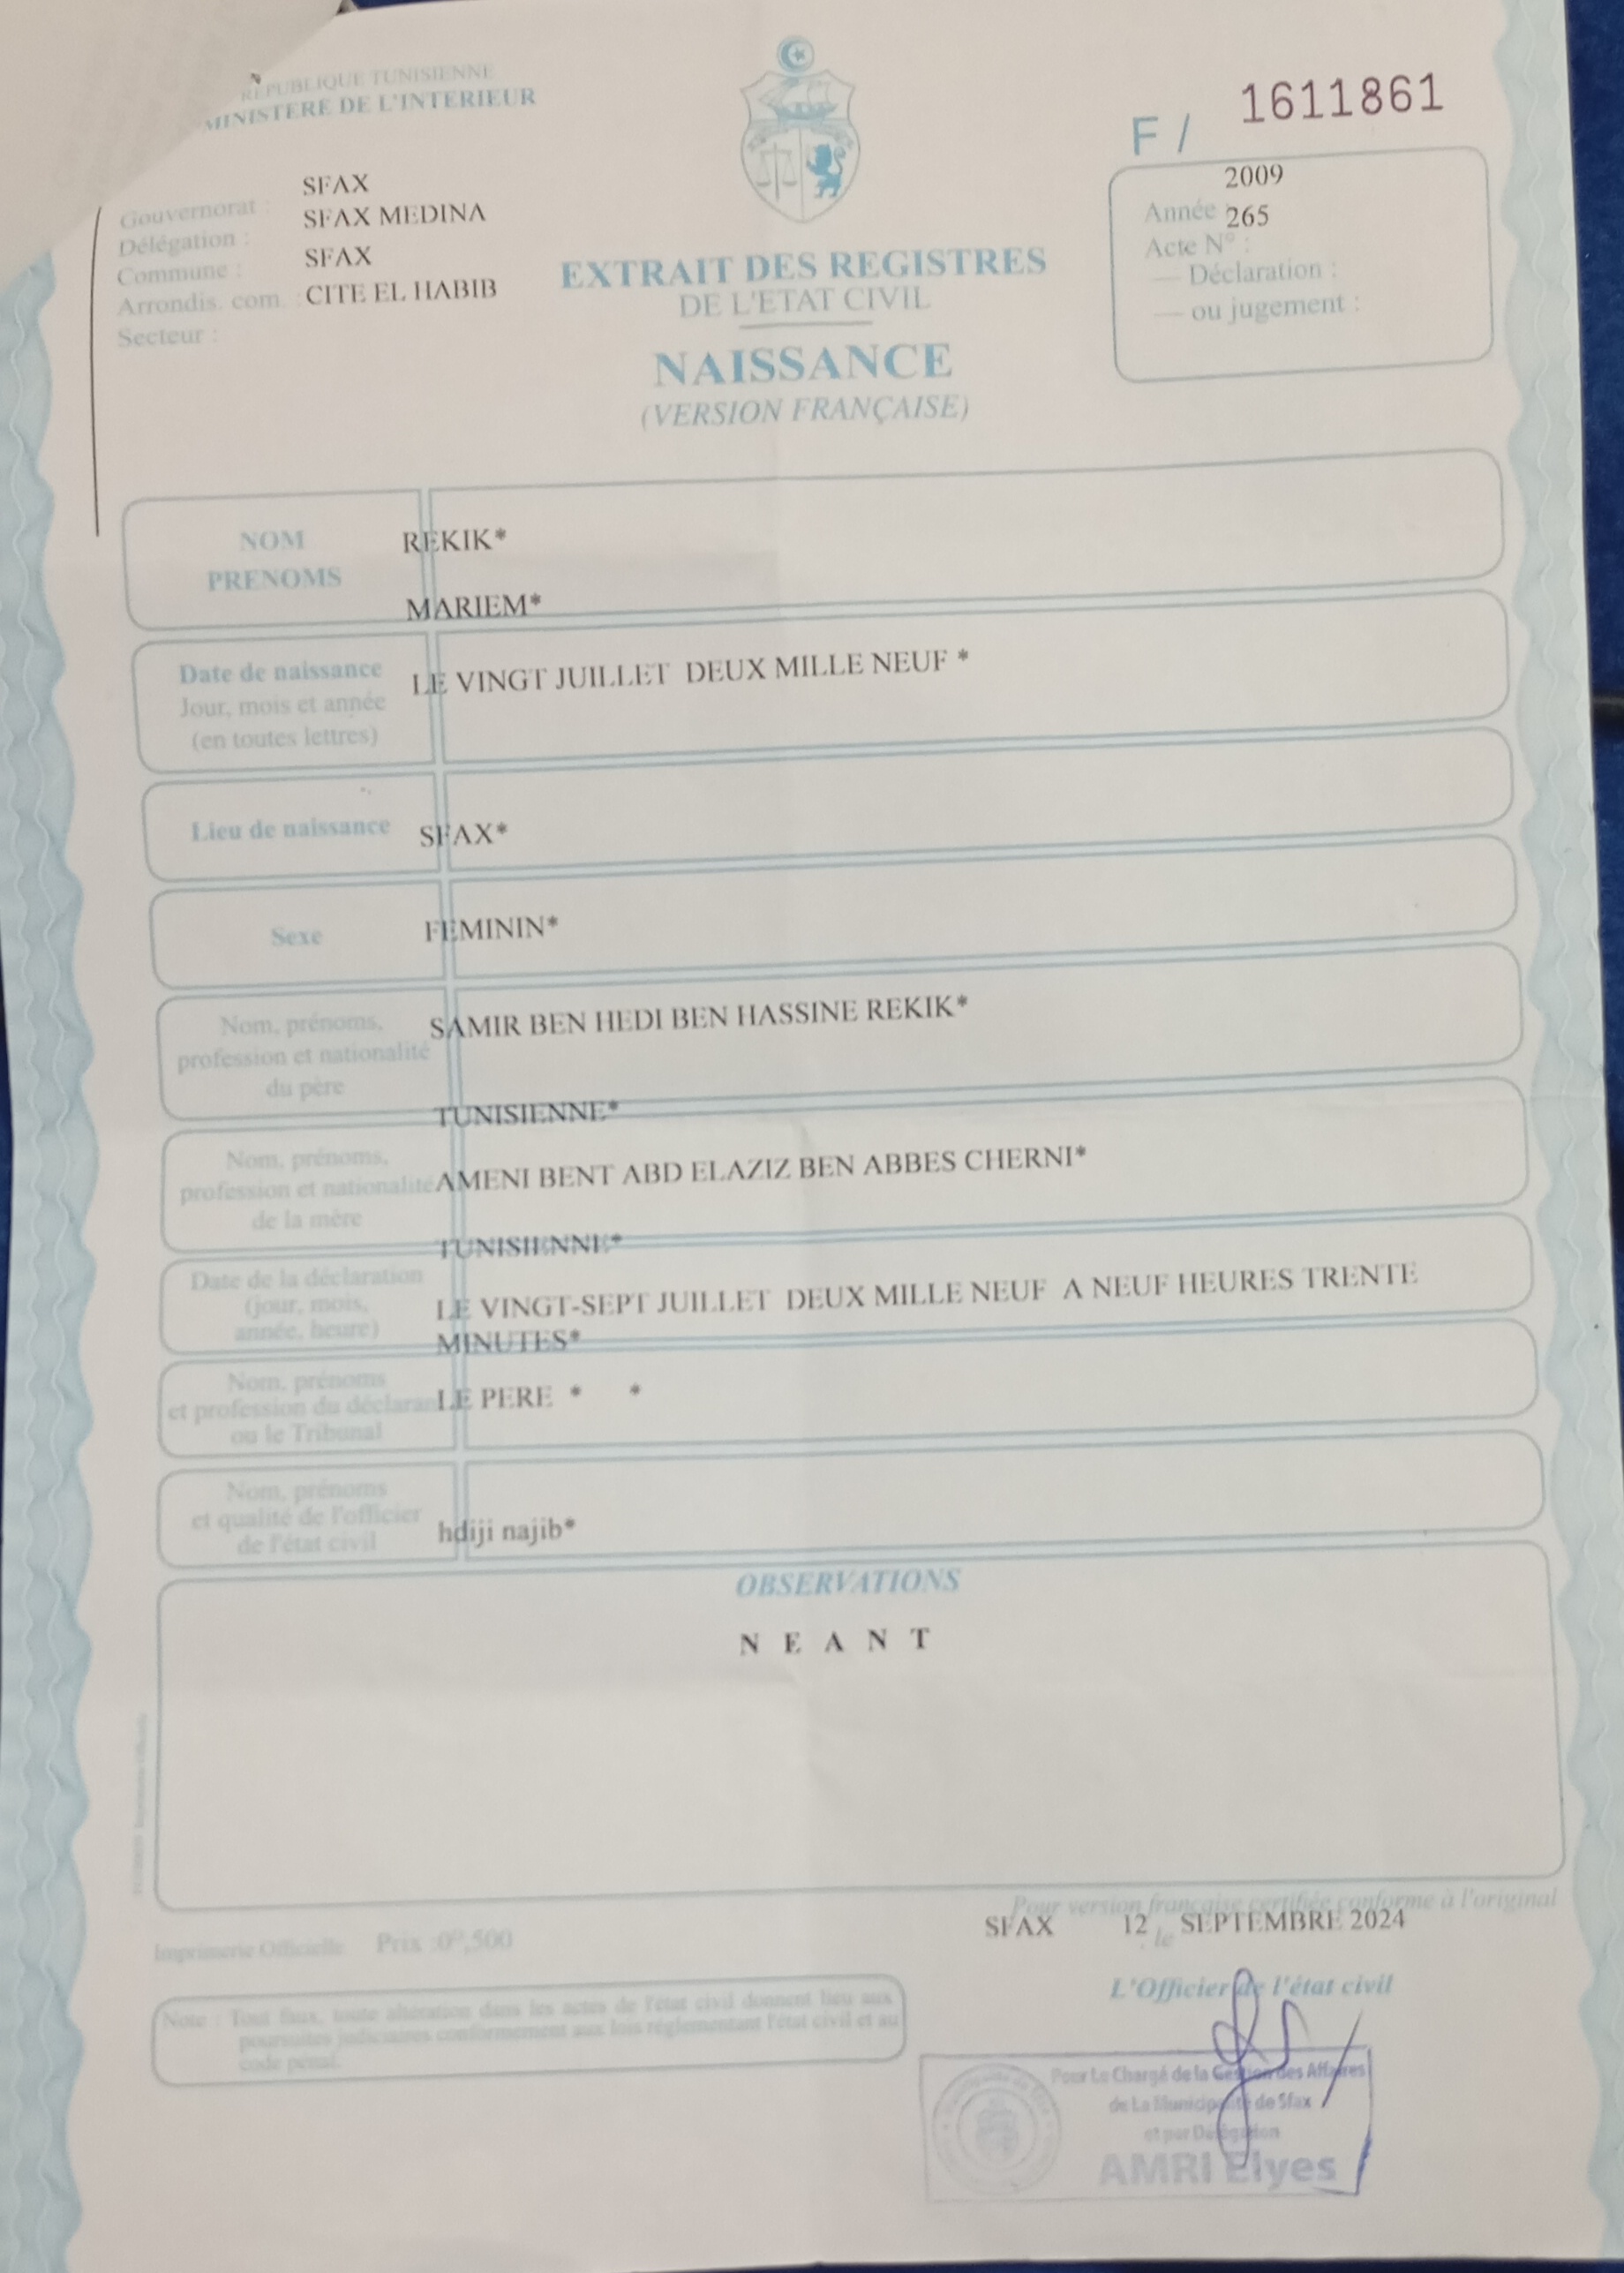 REPUBLIQUE TUNISIENNE
MINISTERE DE L'INTERIEUR
Gouvernorat : SFAX
Délégation : SFAX MEDINA
Commune : SFAX
Arrondis. com. : CITE EL HABIB
Secteur :
EXTRAIT DES REGISTRES
DE L'ETAT CIVIL
NAISSANCE
(VERSION FRANÇAISE)
F / 1611861
Année : 2009
Acte N° : 265
— Déclaration :
— ou jugement :
NOM REKIK*
PRENOMS MARIEM*
Date de naissance
Jour, mois et année
(en toutes lettres)
LE VINGT JUILLET DEUX MILLE NEUF *
Lieu de naissance SFAX*
Sexe FEMININ*
Nom, prénoms,
profession et nationalité
du père
SAMIR BEN HEDI BEN HASSINE REKIK*
TUNISIENNE*
Nom, prénoms,
profession et nationalité
de la mère
AMENI BENT ABD ELAZIZ BEN ABBES CHERNI*
TUNISIENNE*
Date de la déclaration
(jour, mois,
année, heure)
LE VINGT-SEPT JUILLET DEUX MILLE NEUF A NEUF HEURES TRENTE
MINUTES*
Nom, prénoms
et profession du déclarant
ou le Tribunal
LE PERE * *
Nom, prénoms
et qualité de l'officier
de l'état civil
hdiji najib*
OBSERVATIONS
N E A N T
Pour version française certifiée conforme à l'original
SFAX 12 le SEPTEMBRE 2024
Imprimerie Officielle Prix :0ᴰ,500
L'Officier de l'état civil
Note : Tout faux, toute altération dans les actes de l'état civil donnent lieu aux
poursuites judiciaires conformement aux lois réglementant l'état civil et au
code pénal.
Pour Le Chargé de la Gestion des Affaires
de La Municipalité de Sfax
et par Délégation
AMRI Elyes